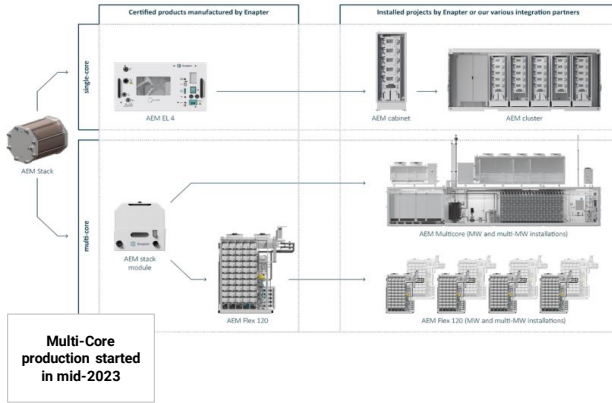 Certified products manufactured by Enapter
Installed projects by Enapter or our various integration partners
single-core
Enapter
AEM EL 4
AEM cabinet
AEM cluster
AEM Stack
multi-core
Enapter
AEM stack
module
AEM Flex 120
AEM Multicore (MW and multi-MW installations)
AEM Flex 120 (MW and multi-MW installations)
Multi-Core
production started
in mid-2023